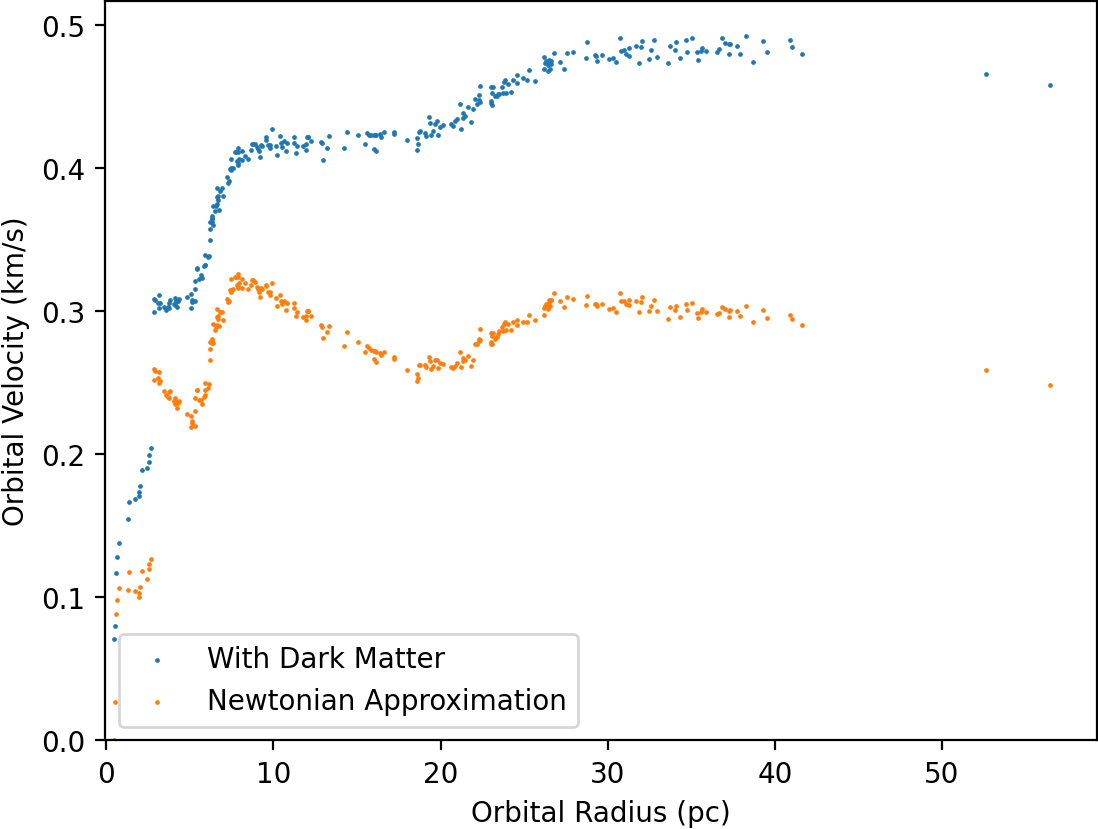 0.5
0.4
0.3
0.2
0.1
0.0
Orbital Velocity (km/s)
With Dark Matter
Newtonian Approximation
0 10 20 30 40 50
Orbital Radius (pc)